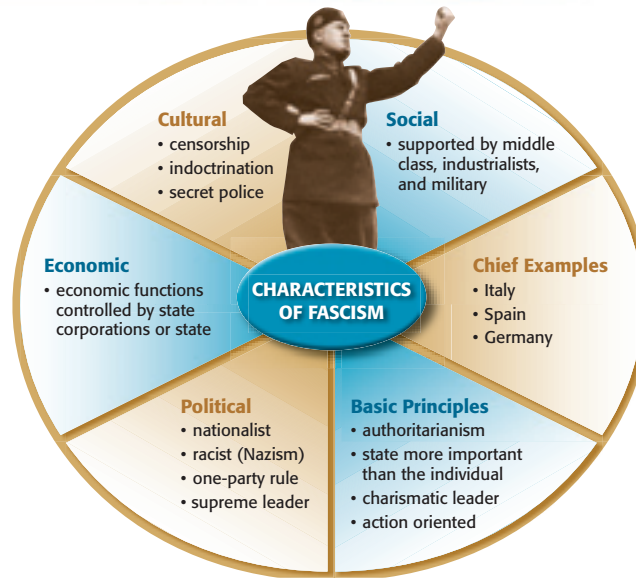 Cultural
• censorship
• indoctrination
• secret police
Social
• supported by middle
class, industrialists,
and military
Economic
• economic functions
controlled by state
corporations or state
CHARACTERISTICS
OF FASCISM
Chief Examples
• Italy
• Spain
• Germany
Political
• nationalist
• racist (Nazism)
• one-party rule
• supreme leader
Basic Principles
• authoritarianism
• state more important
than the individual
• charismatic leader
• action oriented